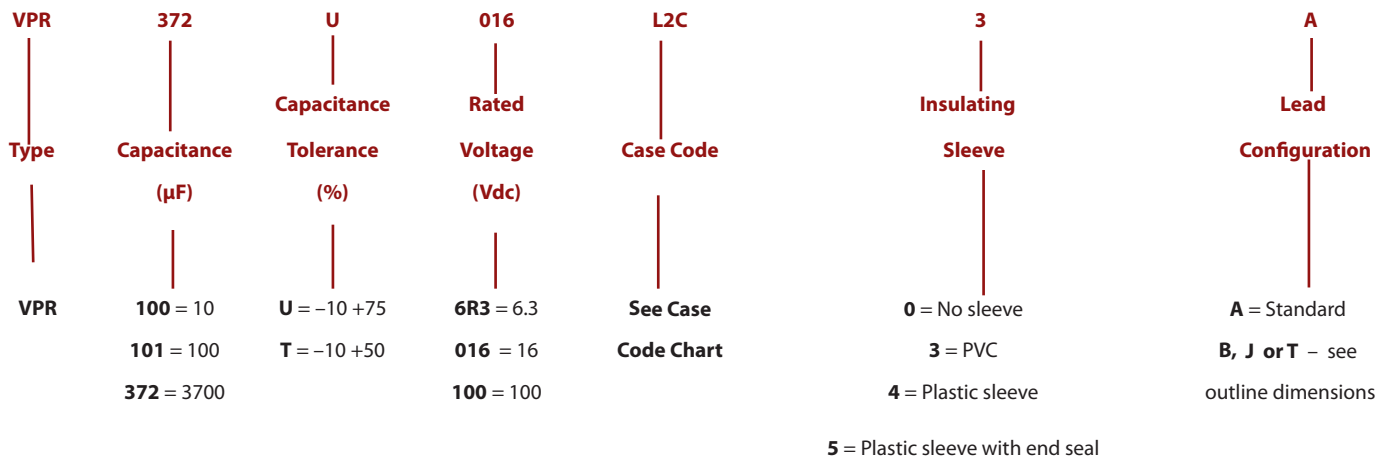 VPR 372 U 016 L2C 3 A
Capacitance Rated Insulating Lead
Type Capacitance Tolerance Voltage Case Code Sleeve Configuration
(µF) (%) (Vdc)
VPR 100 = 10 U = –10 +75 6R3 = 6.3 See Case 0 = No sleeve A = Standard
101 = 100 T = –10 +50 016 = 16 Code Chart 3 = PVC B, J or T – see
372 = 3700 100 = 100 4 = Plastic sleeve outline dimensions
5 = Plastic sleeve with end seal